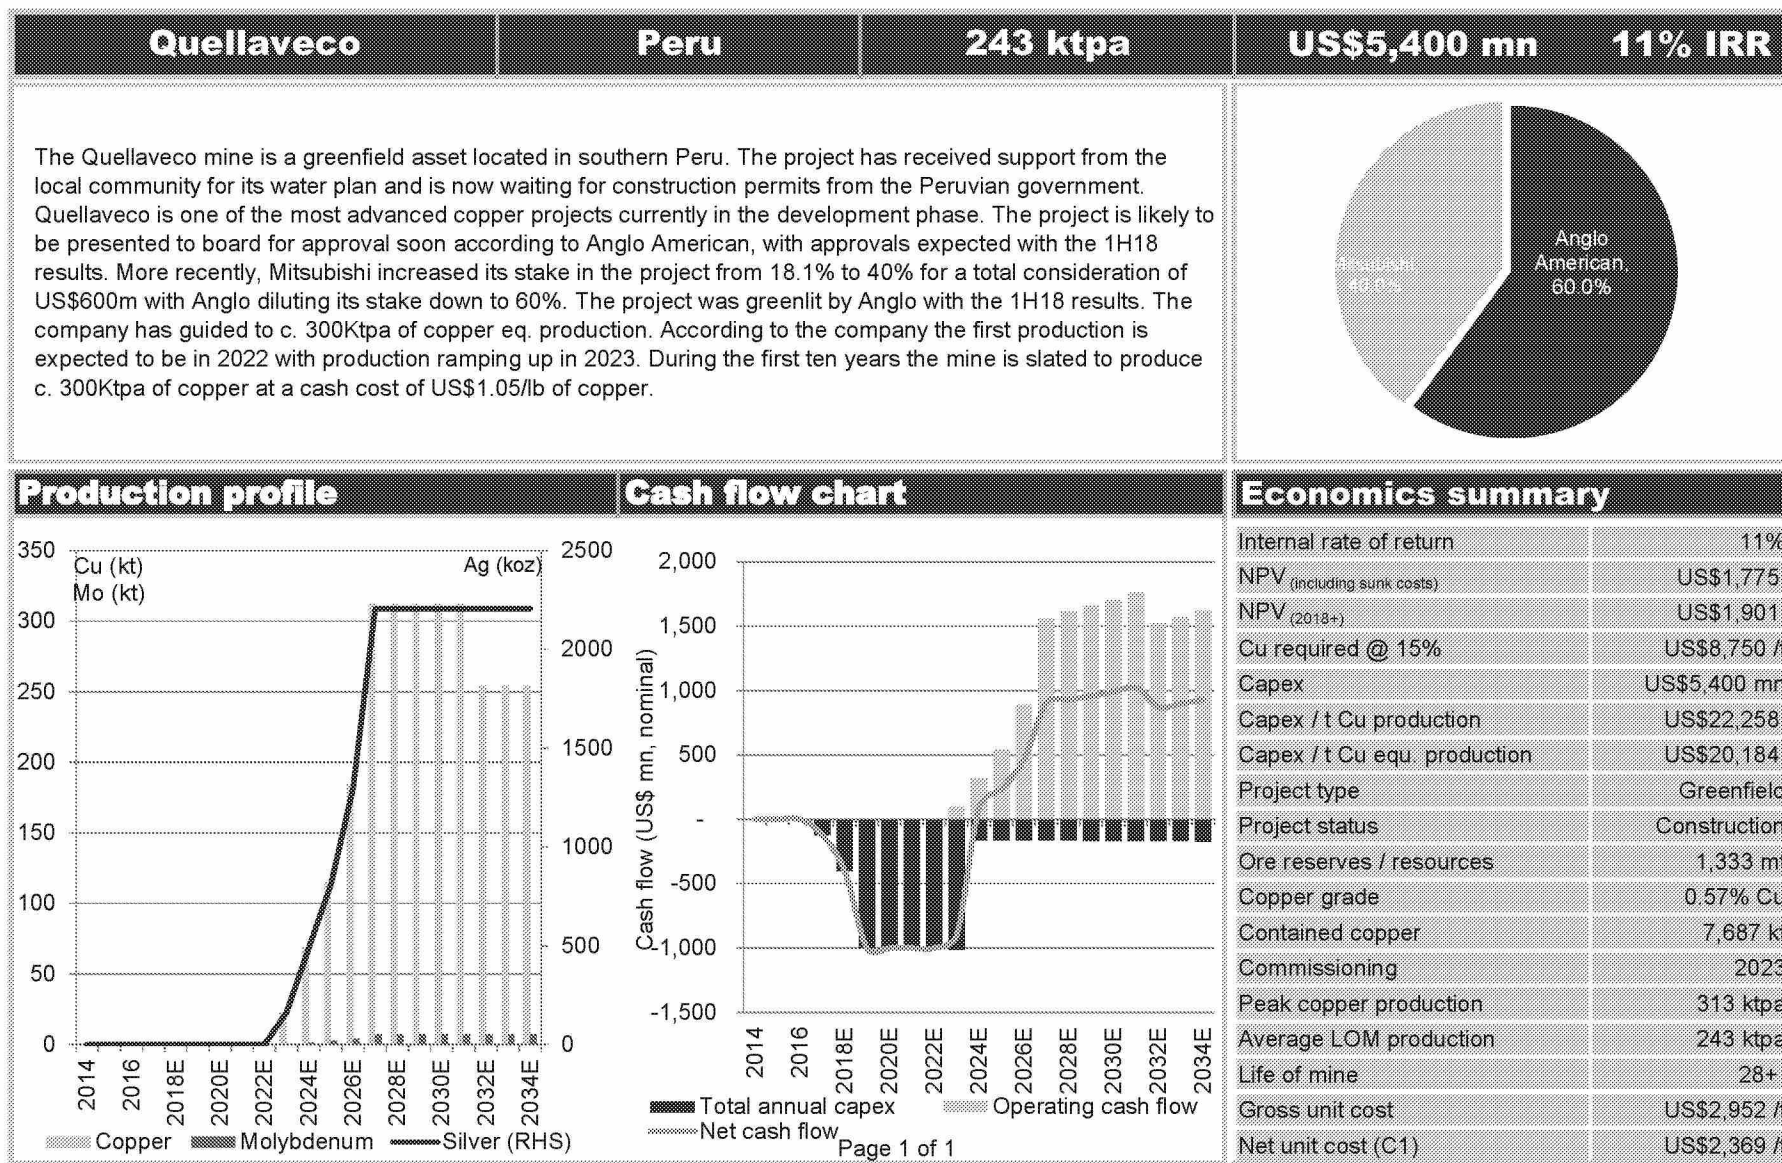 Quellaveco Peru 243 ktpa US$5,400 mn 11% IRR
The Quellaveco mine is a greenfield asset located in southern Peru. The project has received support from the
local community for its water plan and is now waiting for construction permits from the Peruvian government.
Quellaveco is one of the most advanced copper projects currently in the development phase. The project is likely to
be presented to board for approval soon according to Anglo American, with approvals expected with the 1H18
results. More recently, Mitsubishi increased its stake in the project from 18.1% to 40% for a total consideration of
US$600m with Anglo diluting its stake down to 60%. The project was greenlit by Anglo with the 1H18 results. The
company has guided to c. 300Ktpa of copper eq. production. According to the company the first production is
expected to be in 2022 with production ramping up in 2023. During the first ten years the mine is slated to produce
c. 300Ktpa of copper at a cash cost of US$1.05/lb of copper.
Mitsubishi,
40.0%
Anglo
American,
60.0%
Production profile
350
300
250
200
150
100
50
0
Cu (kt)
Mo (kt)
Ag (koz)
2500
2000
1500
1000
500
0
2014
2016
2018E
2020E
2022E
2024E
2026E
2028E
2030E
2032E
2034E
Copper Molybdenum Silver (RHS)
Cash flow chart
Cash flow (US$ mn, nominal)
2,000
1,500
1,000
500
-
-500
-1,000
-1,500
2014
2016
2018E
2020E
2022E
2024E
2026E
2028E
2030E
2032E
2034E
Total annual capex Operating cash flow
Net cash flow
Page 1 of 1
Economics summary
Internal rate of return 11%
NPV (including sunk costs) US$1,775
NPV (2018+) US$1,901
Cu required @ 15% US$8,750 /t
Capex US$5,400 mn
Capex / t Cu production US$22,258
Capex / t Cu equ. production US$20,184
Project type Greenfield
Project status Construction
Ore reserves / resources 1,333 mt
Copper grade 0.57% Cu
Contained copper 7,687 kt
Commissioning 2023
Peak copper production 313 ktpa
Average LOM production 243 ktpa
Life of mine 28+
Gross unit cost US$2,952 /t
Net unit cost (C1) US$2,369 /t